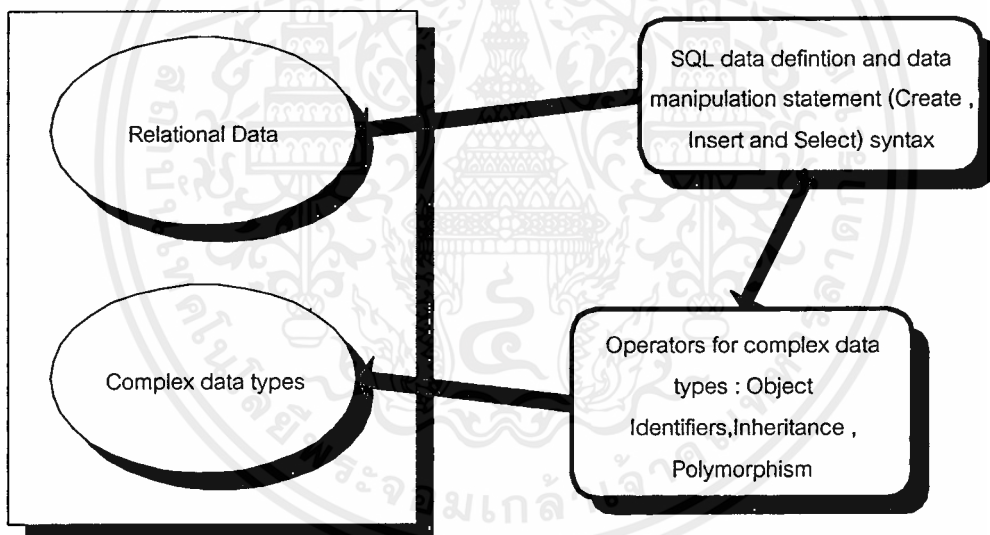 Relational Data
SQL data defintion and data
manipulation statement (Create ,
Insert and Select) syntax
Complex data types
Operators for complex data
types : Object
Identifiers,Inheritance ,
Polymorphism